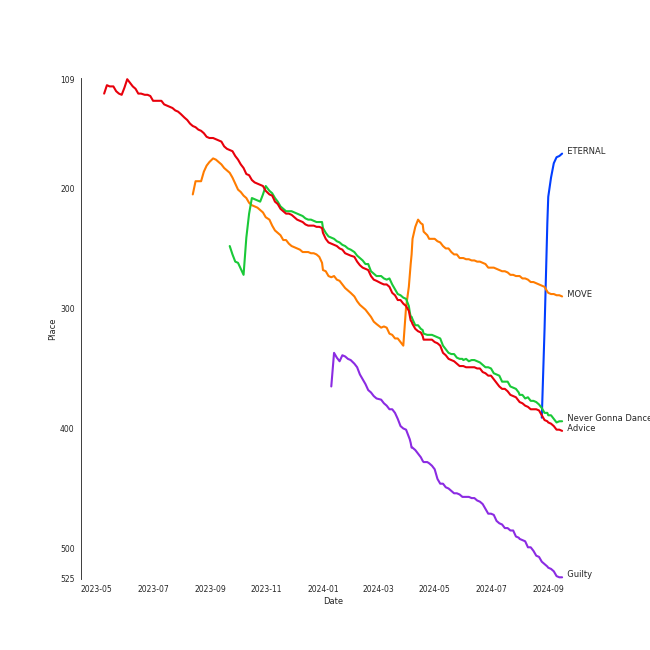 109
200
300
400
500
525
Place
2023-05
2023-07
2023-09
2023-11
2024-01
2024-03
2024-05
2024-07
2024-09
Date
ETERNAL
MOVE
Never Gonna Dance
Advice
Guilty